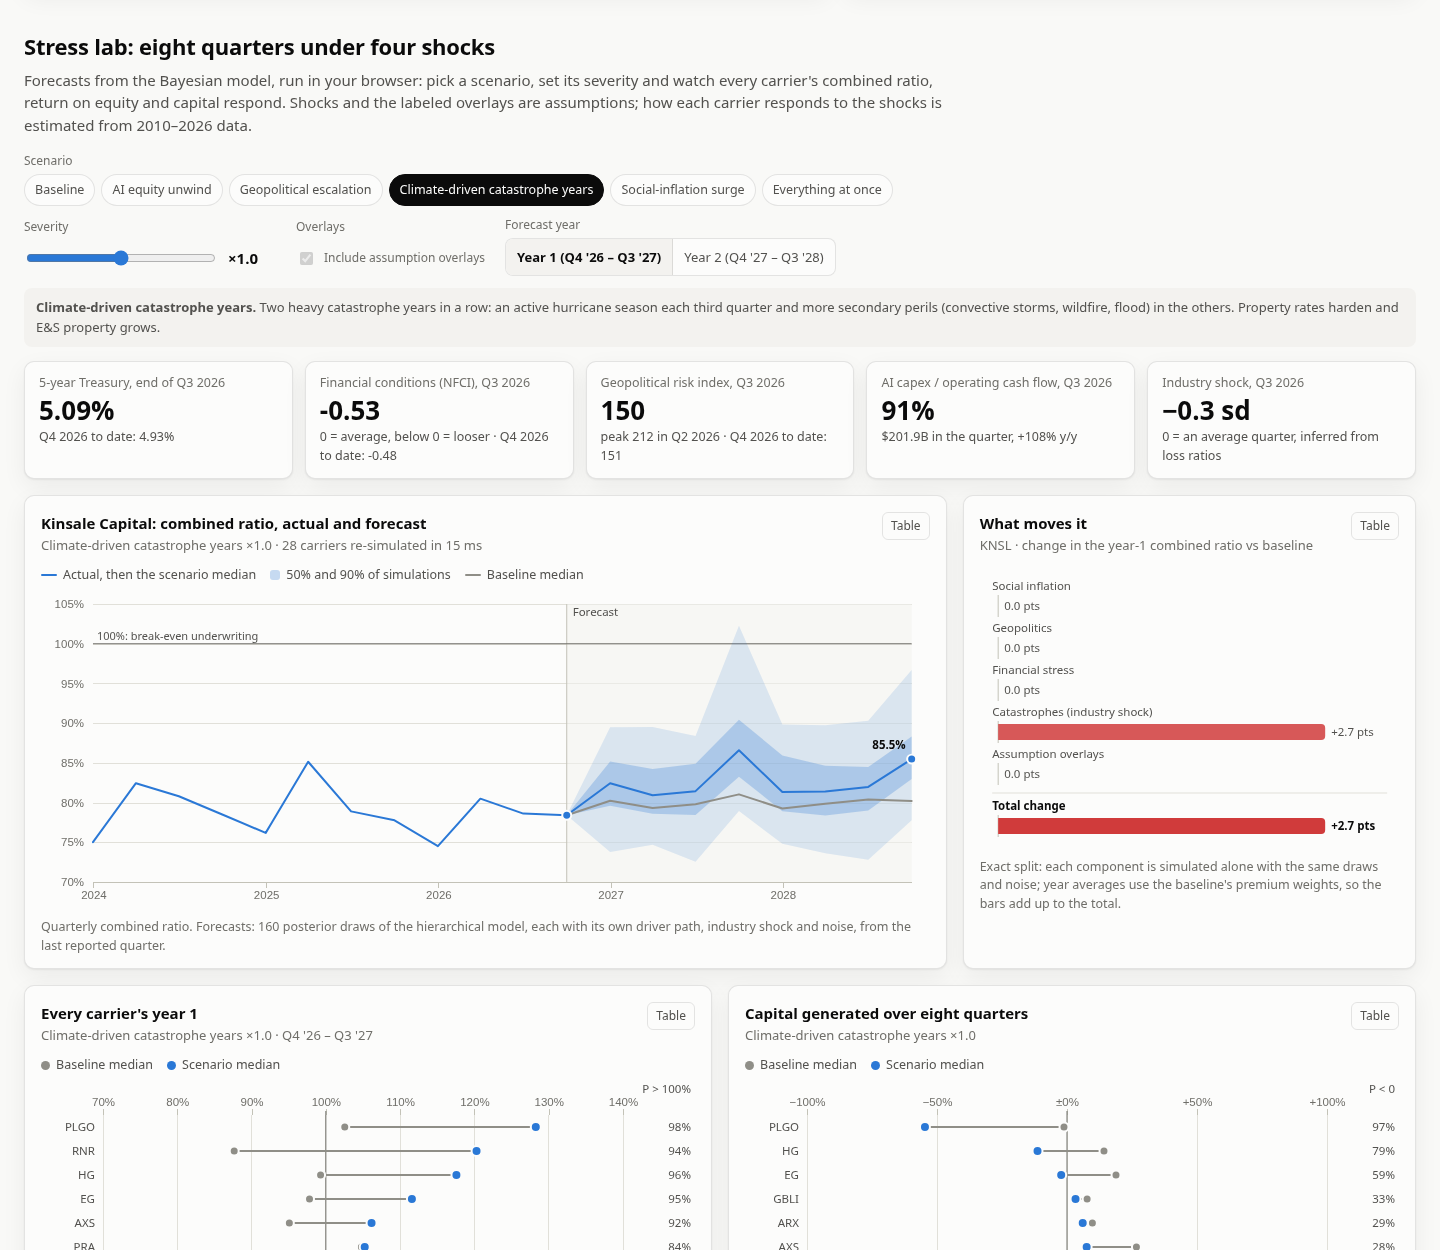 Stress lab: eight quarters under four shocks
Forecasts from the Bayesian model, run in your browser: pick a scenario, set its severity and watch every carrier's combined ratio,
return on equity and capital respond. Shocks and the labeled overlays are assumptions; how each carrier responds to the shocks is
estimated from 2010–2026 data.
Scenario
Baseline
AI equity unwind
Geopolitical escalation
Climate-driven catastrophe years
Social-inflation surge
Everything at once
Severity
×1.0
Overlays
Include assumption overlays
Forecast year
Year 1 (Q4 '26 – Q3 '27)
Year 2 (Q4 '27 – Q3 '28)
Climate-driven catastrophe years. Two heavy catastrophe years in a row: an active hurricane season each third quarter and more secondary perils (convective storms, wildfire, flood) in the others. Property rates harden and
E&S property grows.
5-year Treasury, end of Q3 2026
5.09%
Q4 2026 to date: 4.93%
Financial conditions (NFCI), Q3 2026
-0.53
0 = average, below 0 = looser · Q4 2026
to date: -0.48
Geopolitical risk index, Q3 2026
150
peak 212 in Q2 2026 · Q4 2026 to date:
151
AI capex / operating cash flow, Q3 2026
91%
$201.9B in the quarter, +108% y/y
Industry shock, Q3 2026
−0.3 sd
0 = an average quarter, inferred from
loss ratios
Kinsale Capital: combined ratio, actual and forecast
Table
Climate-driven catastrophe years ×1.0 · 28 carriers re-simulated in 15 ms
Actual, then the scenario median
50% and 90% of simulations
Baseline median
105%
Forecast
100%
100%: break-even underwriting
95%
90%
85%
85.5%
80%
75%
70%
2024
2025
2026
2027
2028
Quarterly combined ratio. Forecasts: 160 posterior draws of the hierarchical model, each with its own driver path, industry shock and noise, from the
last reported quarter.
What moves it
Table
KNSL · change in the year-1 combined ratio vs baseline
Social inflation
0.0 pts
Geopolitics
0.0 pts
Financial stress
0.0 pts
Catastrophes (industry shock)
+2.7 pts
Assumption overlays
0.0 pts
Total change
+2.7 pts
Exact split: each component is simulated alone with the same draws
and noise; year averages use the baseline's premium weights, so the
bars add up to the total.
Every carrier's year 1
Table
Climate-driven catastrophe years ×1.0 · Q4 '26 – Q3 '27
Baseline median
Scenario median
P > 100%
70%
80%
90%
100%
110%
120%
130%
140%
PLGO
98%
RNR
94%
HG
96%
EG
95%
AXS
92%
PRA
84%
Capital generated over eight quarters
Table
Climate-driven catastrophe years ×1.0
Baseline median
Scenario median
P < 0
−100%
−50%
±0%
+50%
+100%
PLGO
97%
HG
79%
EG
59%
GBLI
33%
ARX
29%
AXS
28%